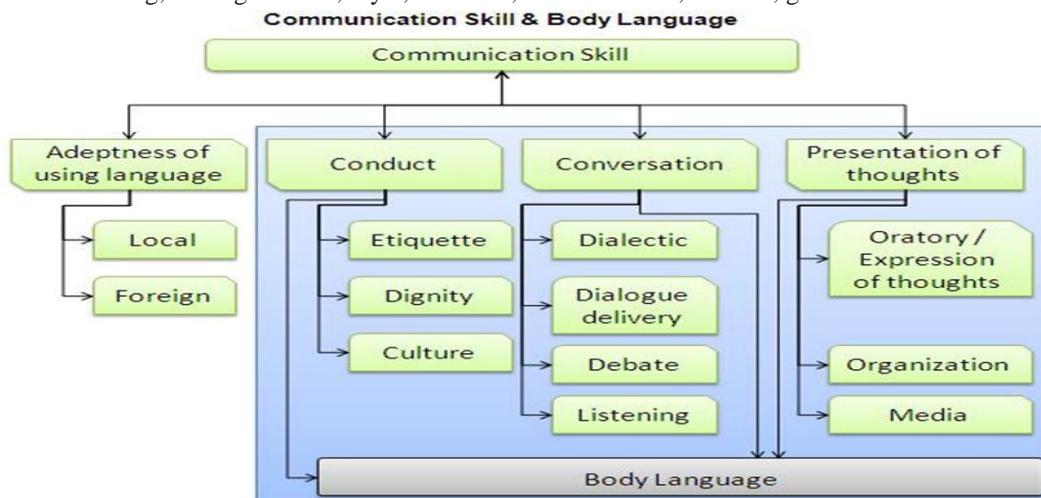 Communication Skill & Body Language
Communication Skill
Adeptness of
using language
Local
Foreign
Conduct
Etiquette
Dignity
Culture
Conversation
Dialectic
Dialogue
delivery
Debate
Listening
Presentation of
thoughts
Oratory /
Expression
of thoughts
Organization
Media
Body Language